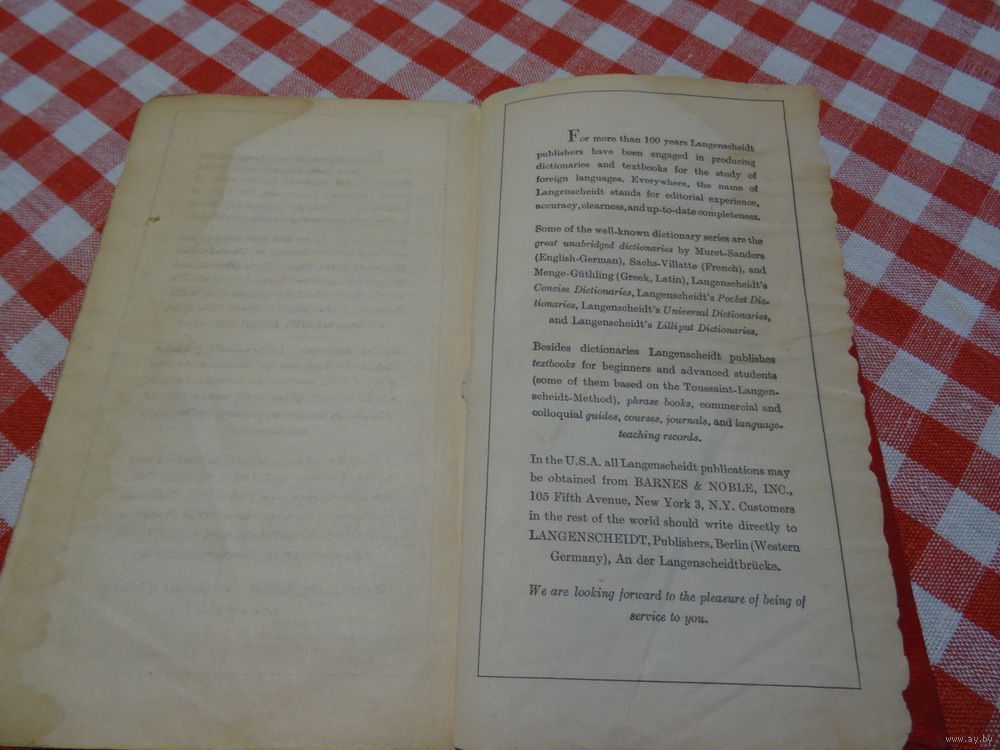 For more than 100 years Langenscheidt
publishers have been engaged in producing
dictionaries and textbooks for the study of
foreign languages. Everywhere, the name of
Langenscheidt stands for editorial experience,
accuracy, clearness, and up-to-date completeness.
Some of the well-known dictionary series are the
great unabridged dictionaries by Muret-Sanders
(English-German), Sachs-Villatte (French), and
Menge-Güthling (Greek, Latin), Langenscheidt's
Concise Dictionaries, Langenscheidt's Pocket Dic-
tionaries, Langenscheidt's Universal Dictionaries,
and Langenscheidt's Lilliput Dictionaries.
Besides dictionaries Langenscheidt publishes
textbooks for beginners and advanced students
(some of them based on the Toussaint-Langen-
scheidt-Method), phrase books, commercial and
colloquial guides, courses, journals, and language-
teaching records.
In the U.S.A. all Langenscheidt publications may
be obtained from BARNES & NOBLE, INC.,
105 Fifth Avenue, New York 3, N.Y. Customers
in the rest of the world should write directly to
LANGENSCHEIDT, Publishers, Berlin (Western
Germany), An der Langenscheidtbrücke.
We are looking forward to the pleasure of being of
service to you.
www.ay.by